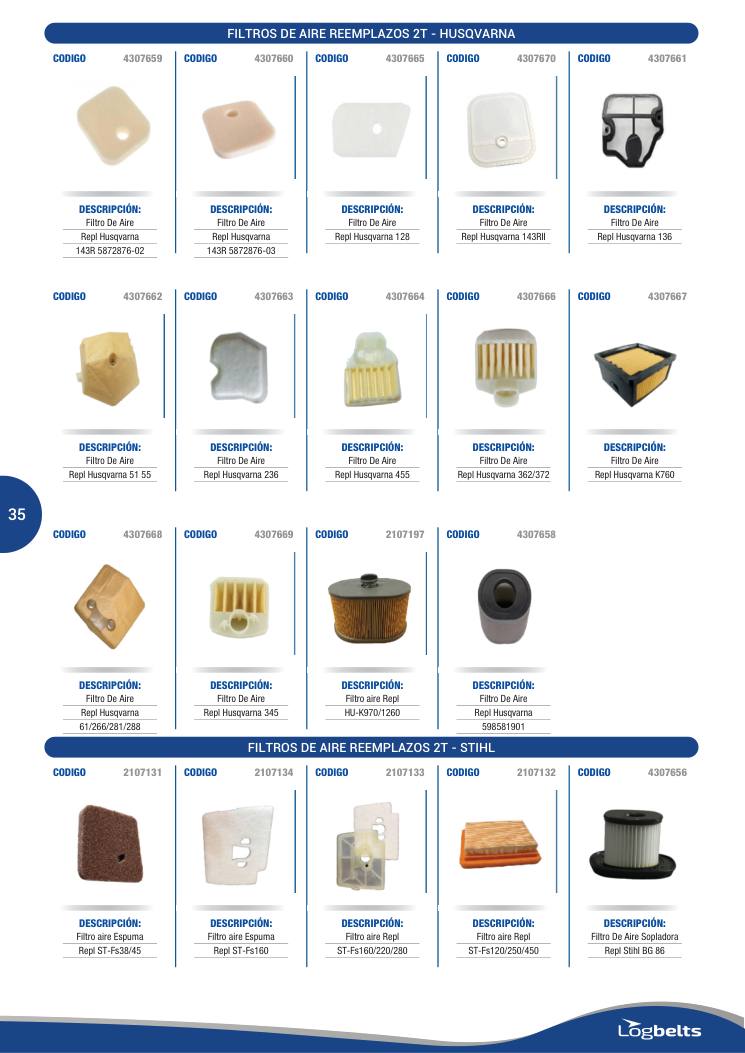 FILTROS DE AIRE REEMPLAZOS 2T - HUSQVARNA
CODIGO 4307659
DESCRIPCIÓN:
Filtro De Aire
Repl Husqvarna
143R 5872876-02
CODIGO 4307660
DESCRIPCIÓN:
Filtro De Aire
Repl Husqvarna
143R 5872876-03
CODIGO 4307665
DESCRIPCIÓN:
Filtro De Aire
Repl Husqvarna 128
CODIGO 4307670
DESCRIPCIÓN:
Filtro De Aire
Repl Husqvarna 143RII
CODIGO 4307661
DESCRIPCIÓN:
Filtro De Aire
Repl Husqvarna 136
CODIGO 4307662
DESCRIPCIÓN:
Filtro De Aire
Repl Husqvarna 51 55
CODIGO 4307663
DESCRIPCIÓN:
Filtro De Aire
Repl Husqvarna 236
CODIGO 4307664
DESCRIPCIÓN:
Filtro De Aire
Repl Husqvarna 455
CODIGO 4307666
DESCRIPCIÓN:
Filtro De Aire
Repl Husqvarna 362/372
CODIGO 4307667
DESCRIPCIÓN:
Filtro De Aire
Repl Husqvarna K760
35
CODIGO 4307668
DESCRIPCIÓN:
Filtro De Aire
Repl Husqvarna
61/266/281/288
CODIGO 4307669
DESCRIPCIÓN:
Filtro De Aire
Repl Husqvarna 345
CODIGO 2107197
DESCRIPCIÓN:
Filtro aire Repl
HU-K970/1260
CODIGO 4307658
DESCRIPCIÓN:
Filtro De Aire
Repl Husqvarna
598581901
FILTROS DE AIRE REEMPLAZOS 2T - STIHL
CODIGO 2107131
DESCRIPCIÓN:
Filtro aire Espuma
Repl ST-Fs38/45
CODIGO 2107134
DESCRIPCIÓN:
Filtro aire Espuma
Repl ST-Fs160
CODIGO 2107133
DESCRIPCIÓN:
Filtro aire Repl
ST-Fs160/220/280
CODIGO 2107132
DESCRIPCIÓN:
Filtro aire Repl
ST-Fs120/250/450
CODIGO 4307656
DESCRIPCIÓN:
Filtro De Aire Sopladora
Repl Stihl BG 86
Logbelts